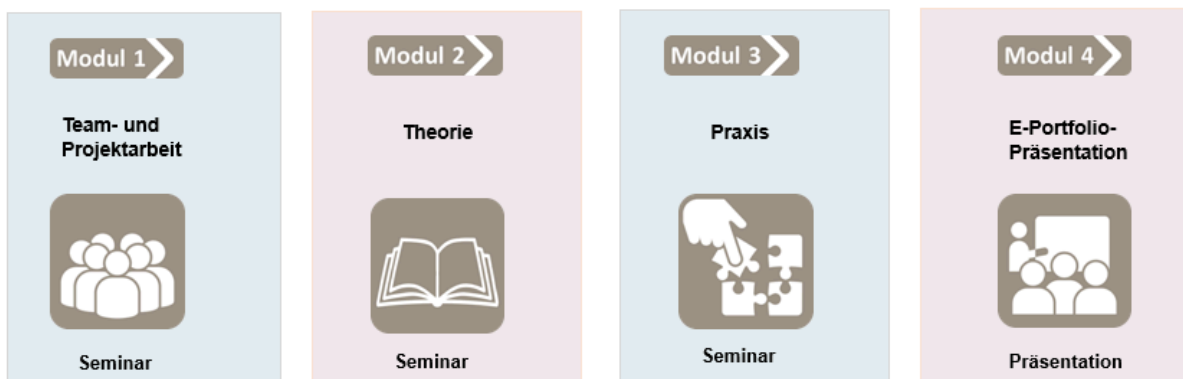 Modul 1
Team- und
Projektarbeit
Seminar
Modul 2
Theorie
Seminar
Modul 3
Praxis
Seminar
Modul 4
E-Portfolio-
Präsentation
Präsentation